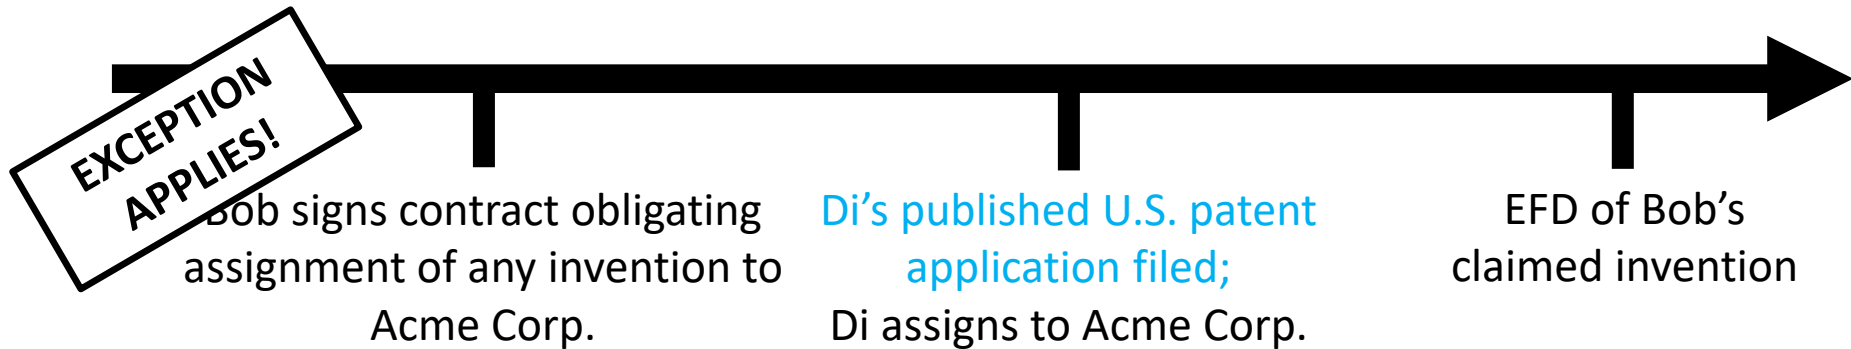 EXCEPTION
APPLIES!
Bob signs contract obligating
assignment of any invention to
Acme Corp.
Di’s published U.S. patent
application filed;
Di assigns to Acme Corp.
EFD of Bob’s
claimed invention